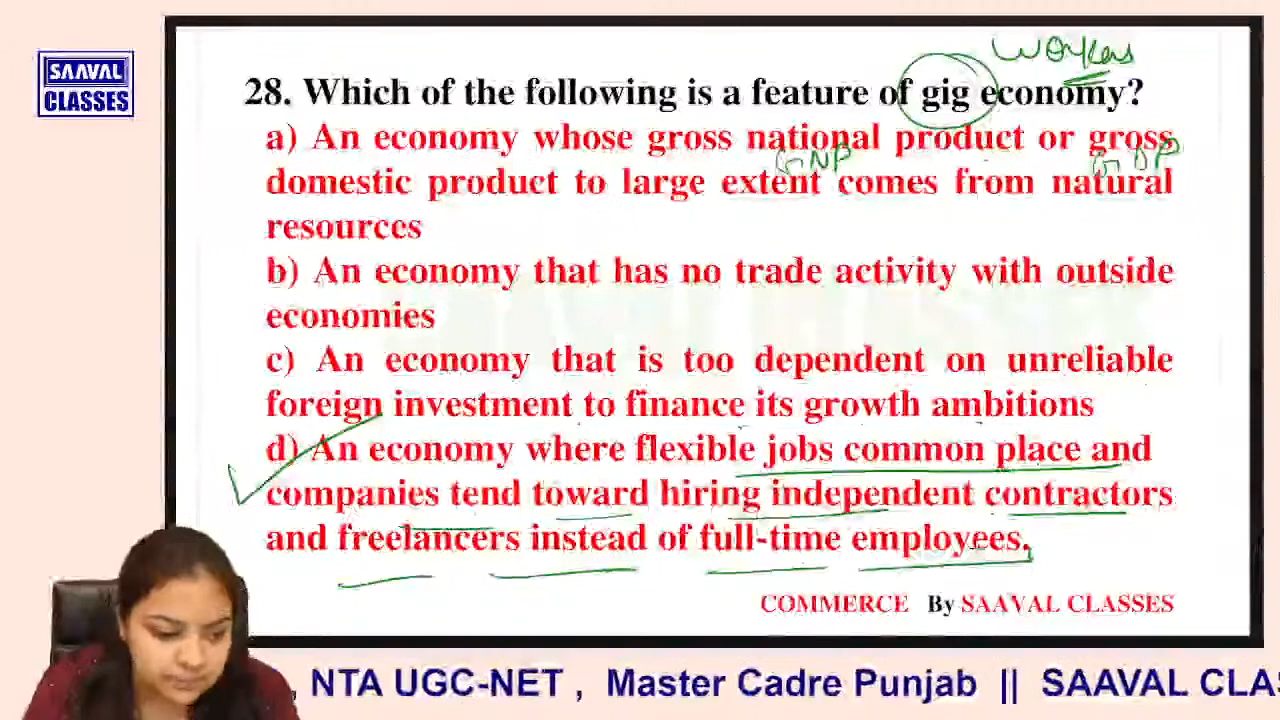 SAAVAL
CLASSES
workers
28. Which of the following is a feature of gig economy?
a) An economy whose gross national product or gross
GNP GDP
domestic product to large extent comes from natural
resources
b) An economy that has no trade activity with outside
economies
c) An economy that is too dependent on unreliable
foreign investment to finance its growth ambitions
d) An economy where flexible jobs common place and
companies tend toward hiring independent contractors
and freelancers instead of full-time employees.
COMMERCE By SAAVAL CLASSES
, NTA UGC-NET , Master Cadre Punjab || SAAVAL CLAS